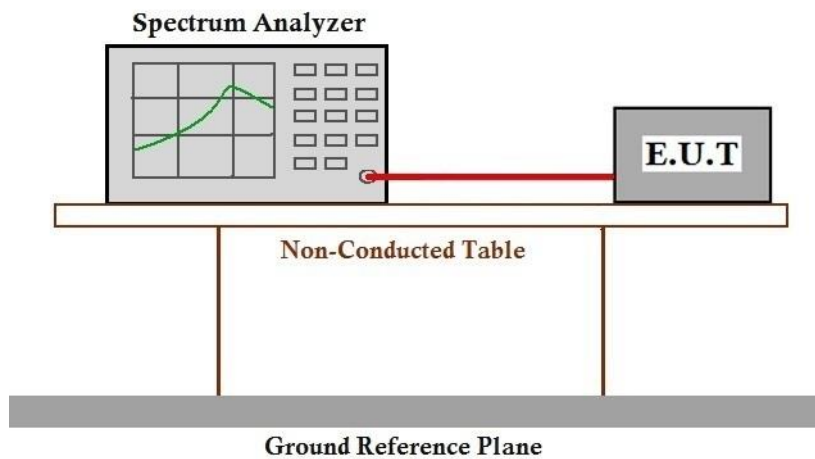 Spectrum Analyzer
E.U.T
Non-Conducted Table
Ground Reference Plane